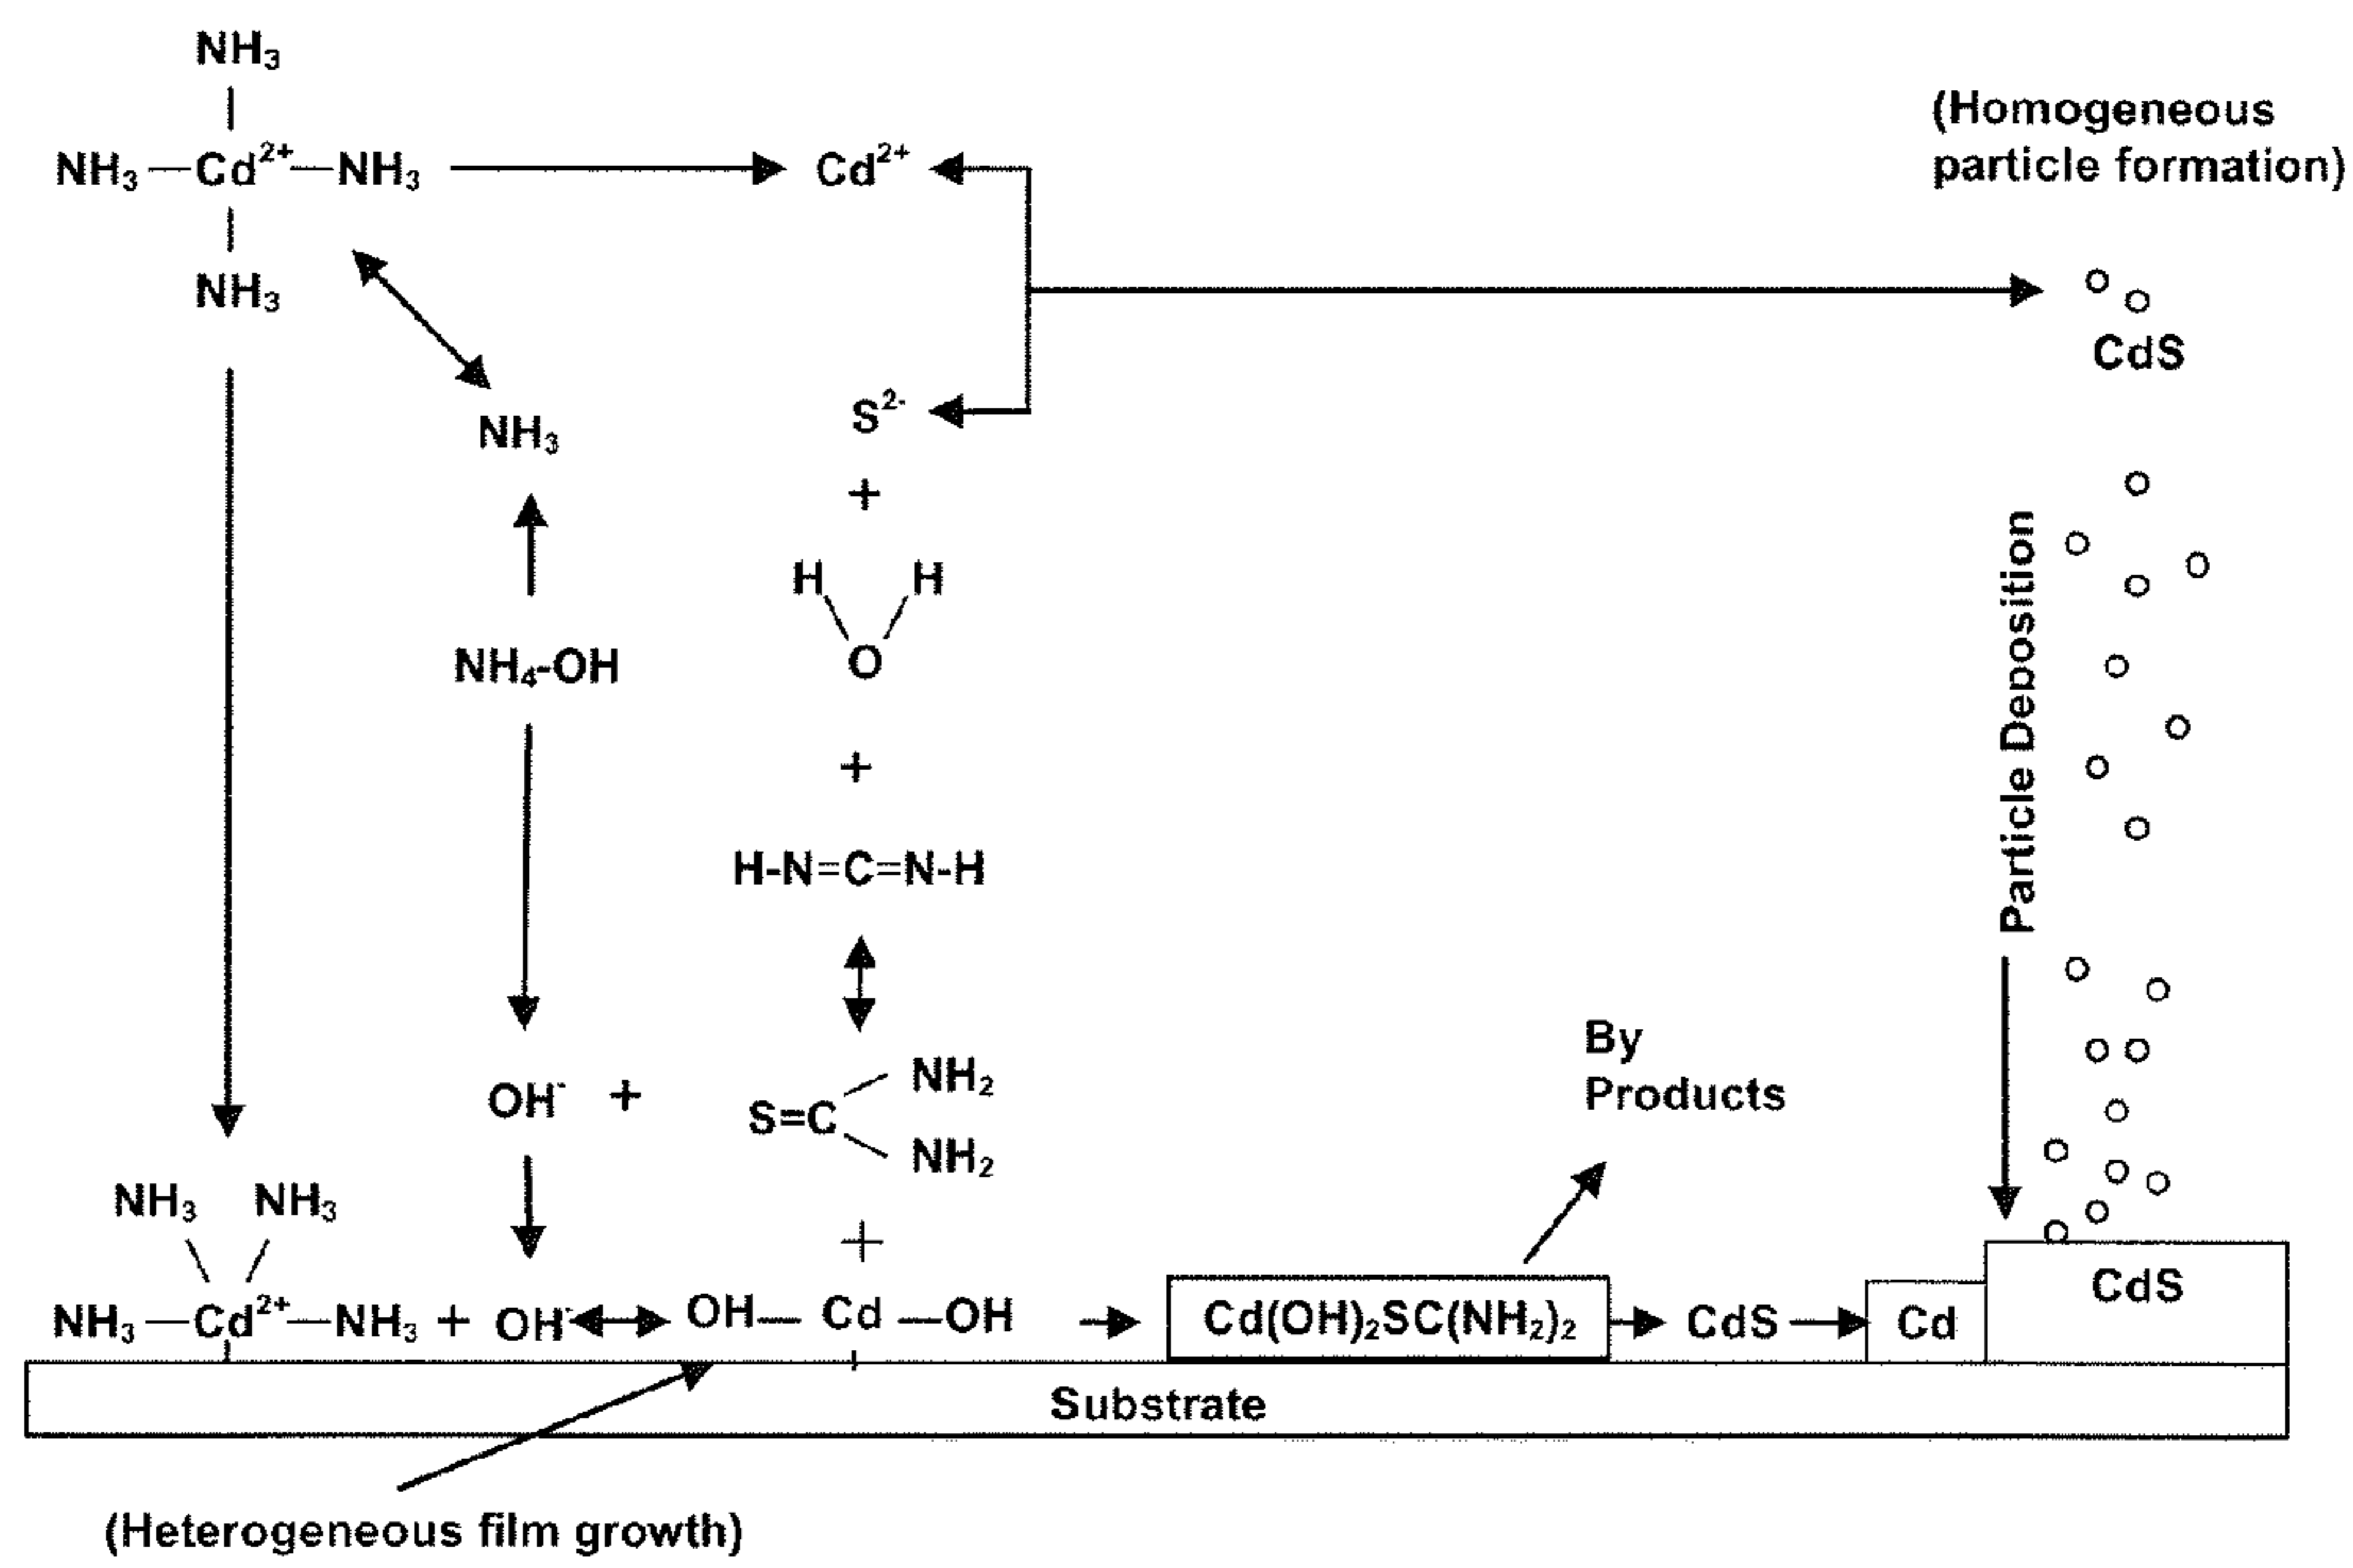 NH₃
NH₃—Cd²⁺—NH₃
NH₃
Cd²⁺
(Homogeneous
particle formation)
CdS
NH₃
S²⁻
+
H H
O
NH₄-OH
+
H-N=C=N-H
Particle Deposition
By
Products
OH⁻ +
S=C
NH₂
NH₂
NH₃ NH₃
+
NH₃—Cd²⁺—NH₃ + OH⁻ OH—Cd—OH Cd(OH)₂SC(NH₂)₂ CdS Cd CdS
Substrate
(Heterogeneous film growth)